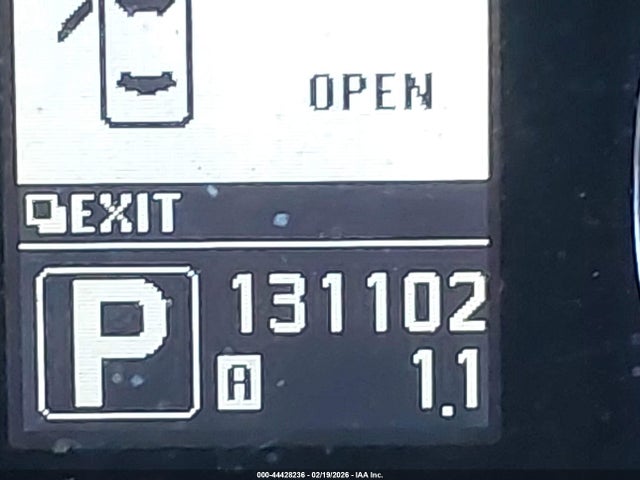 OPEN
EXIT
P
131102
A 1.1
000-44428236 - 02/19/2026 - IAA Inc.